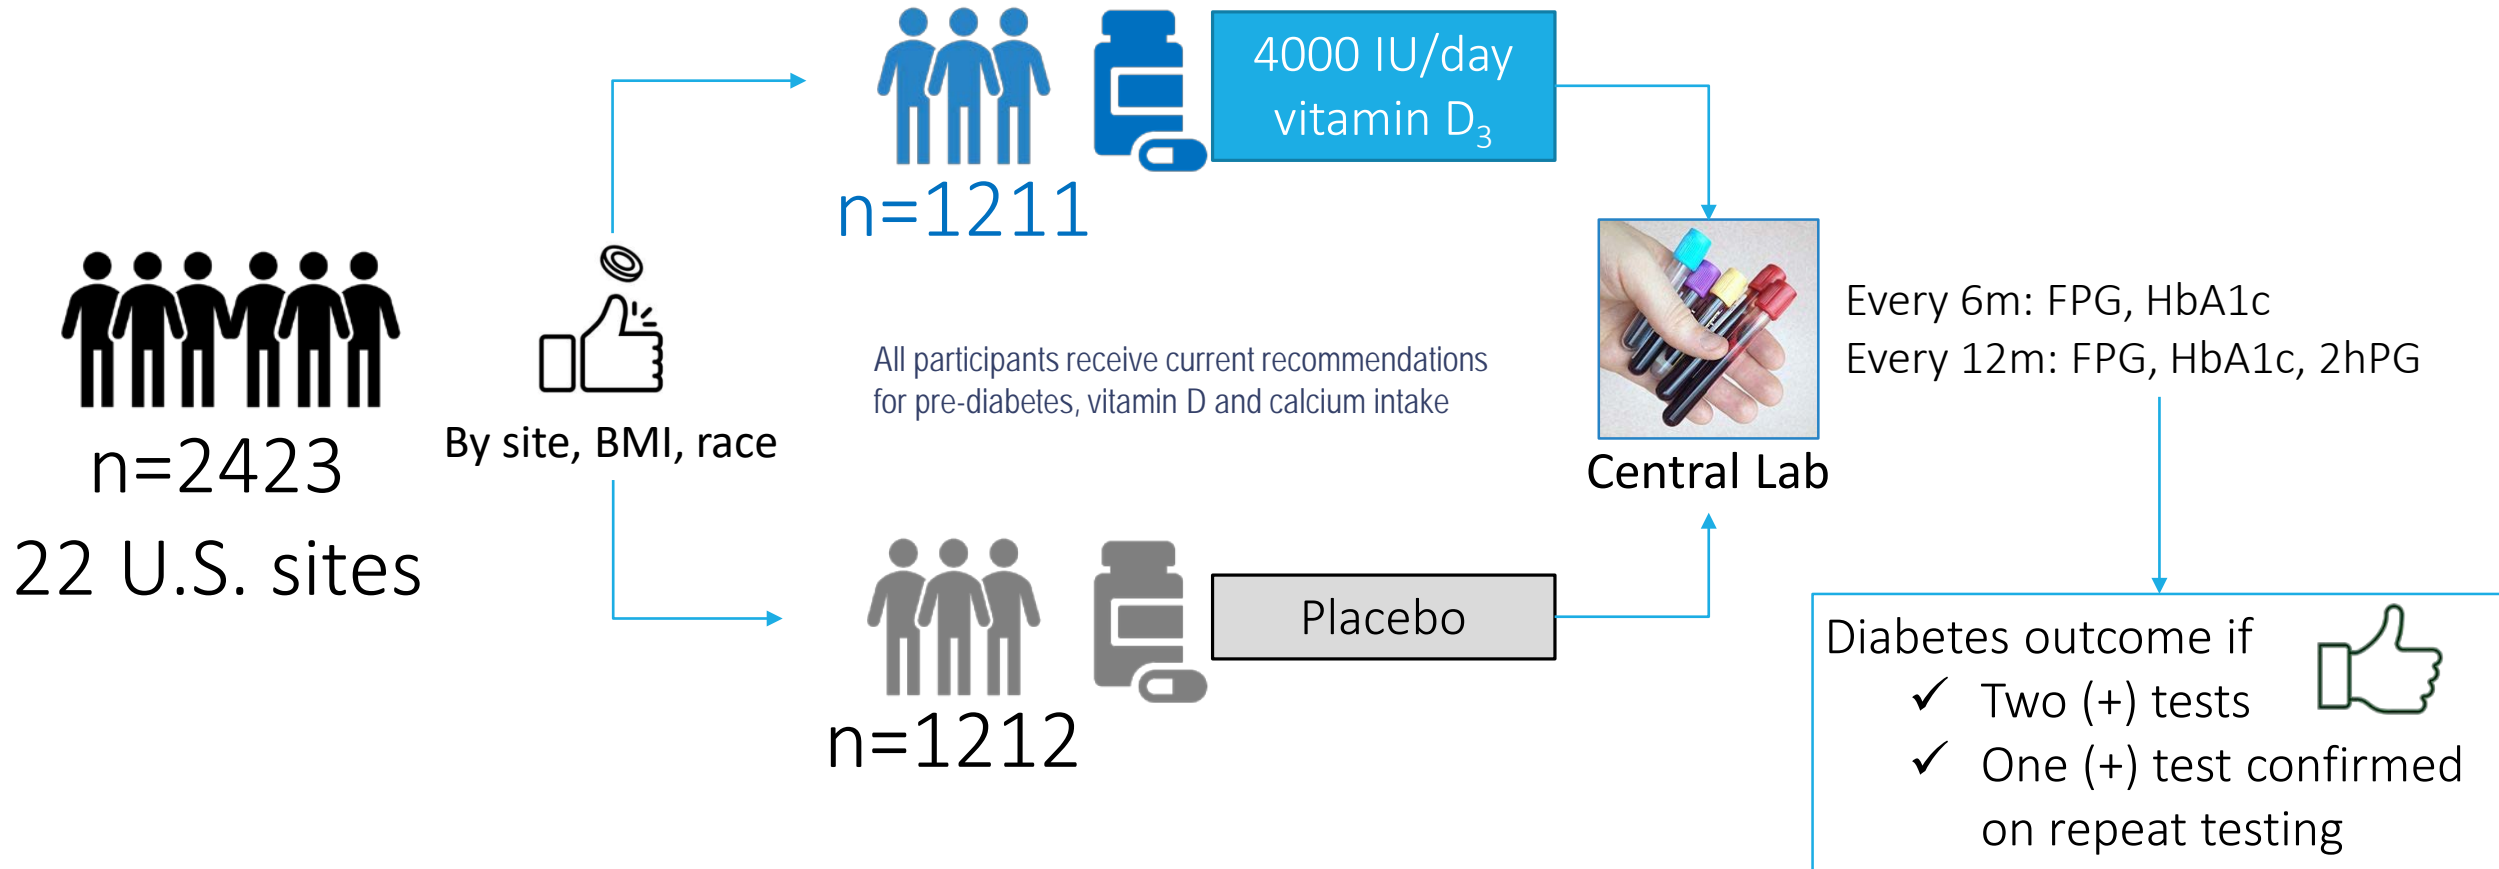 n=2423
22 U.S. sites
By site, BMI, race
n=1211
4000 IU/day
vitamin D₃
All participants receive current recommendations
for pre-diabetes, vitamin D and calcium intake
n=1212
Placebo
Central Lab
Every 6m: FPG, HbA1c
Every 12m: FPG, HbA1c, 2hPG
Diabetes outcome if
✓ Two (+) tests
✓ One (+) test confirmed
on repeat testing